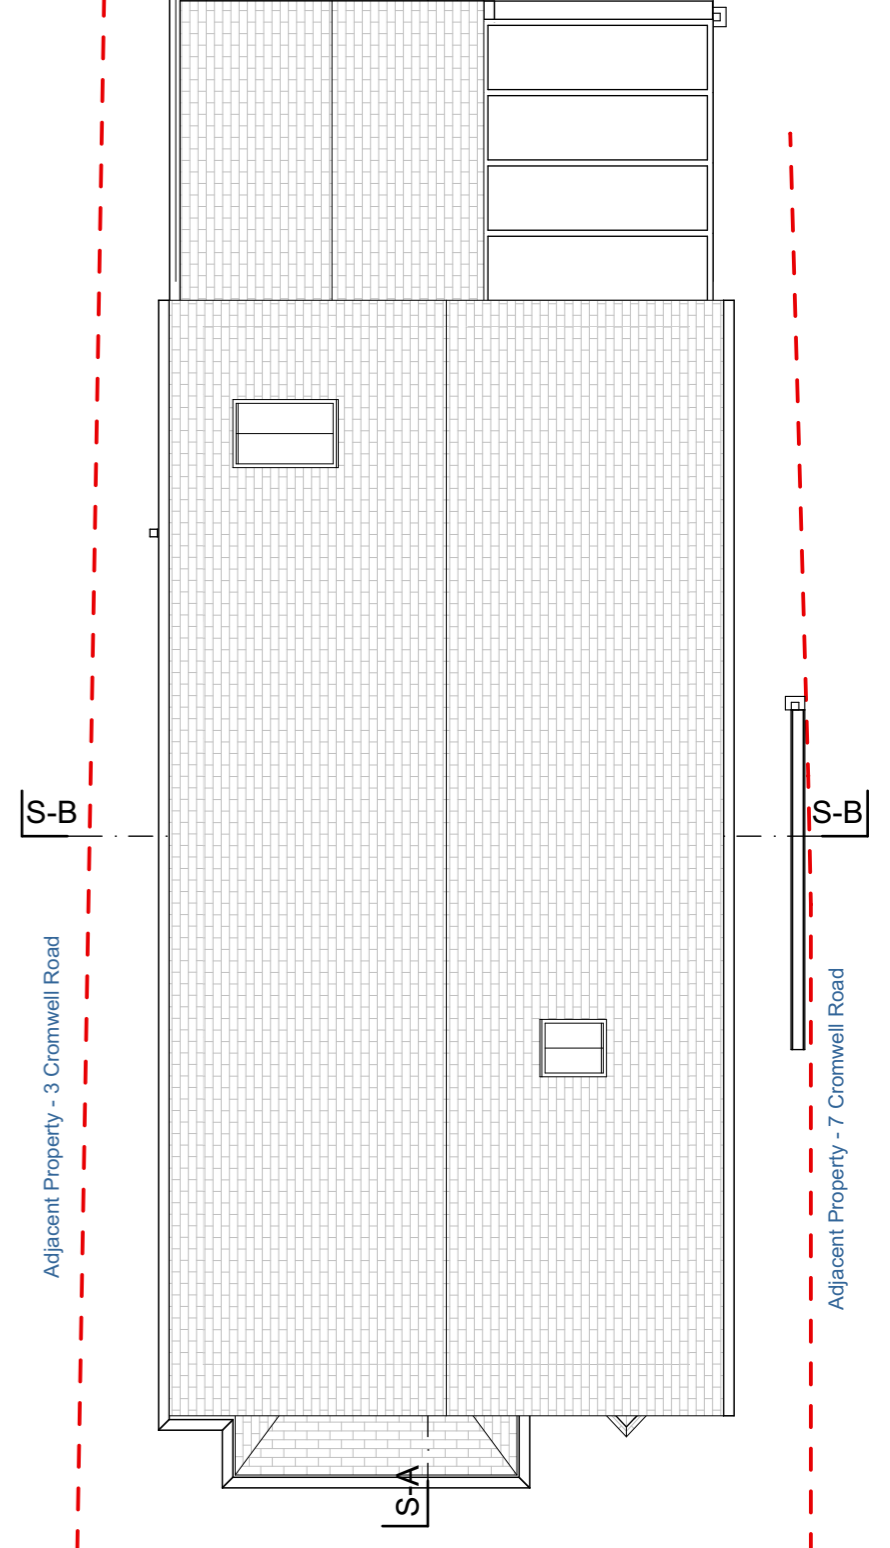 S-B
S-B
Adjacent Property - 3 Cromwell Road
Adjacent Property - 7 Cromwell Road
S-A